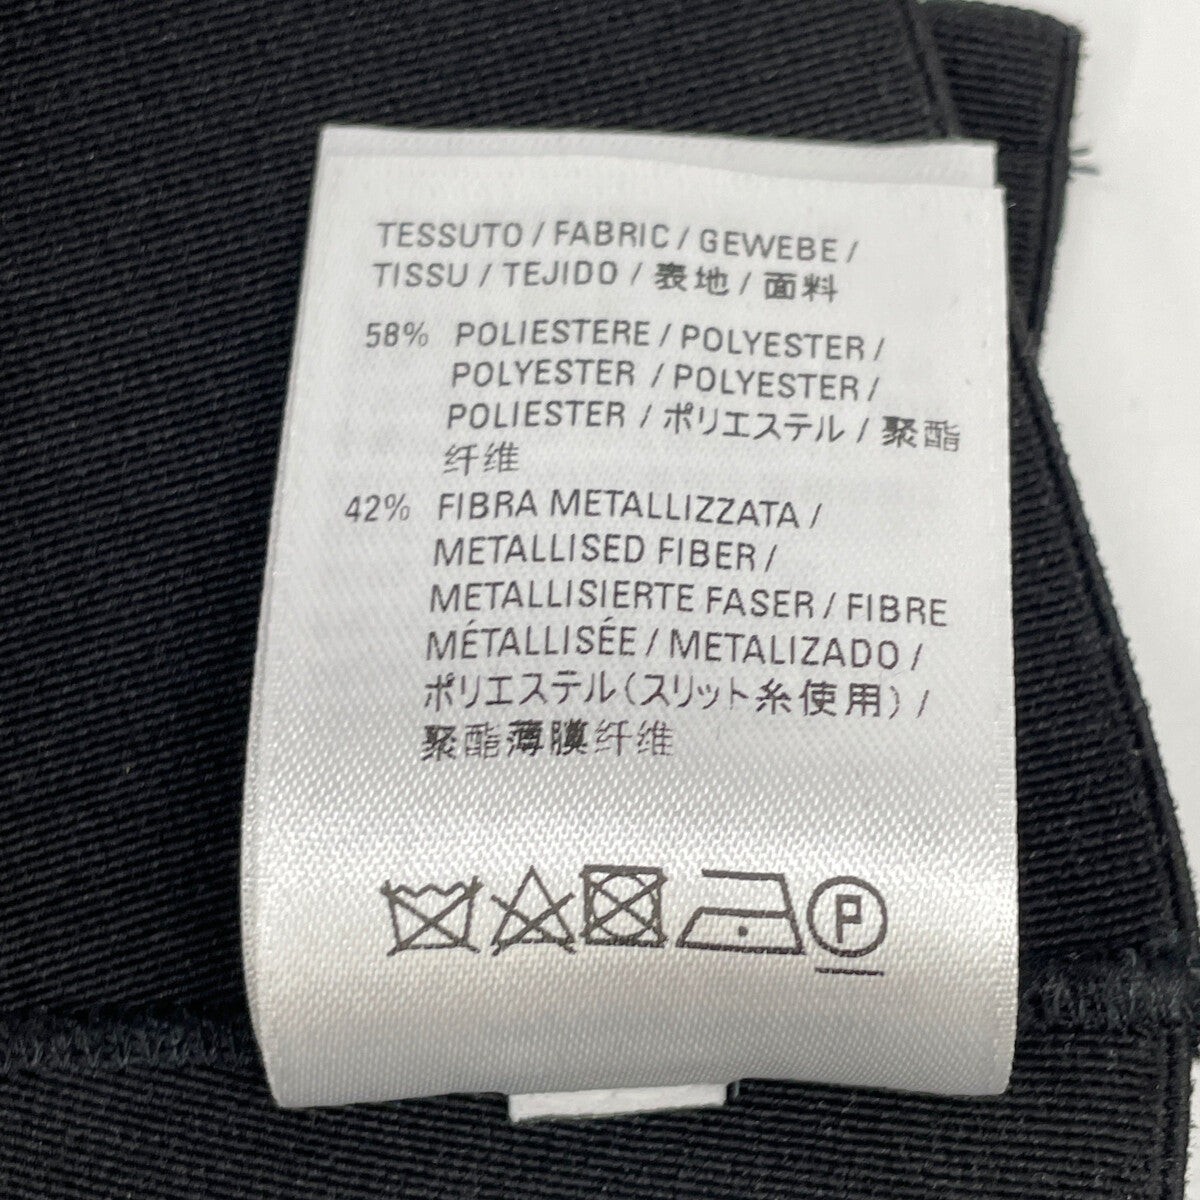 TESSUTO / FABRIC / GEWEBE /
TISSU / TEJIDO / 表地 / 面料
58% POLIESTERE / POLYESTER /
POLYESTER / POLYESTER /
POLIESTER / ポリエステル / 聚酯
纤维
42% FIBRA METALLIZZATA /
METALLISED FIBER /
METALLISIERTE FASER / FIBRE
MÉTALLISÉE / METALIZADO /
ポリエステル(スリット糸使用) /
聚酯薄膜纤维
P